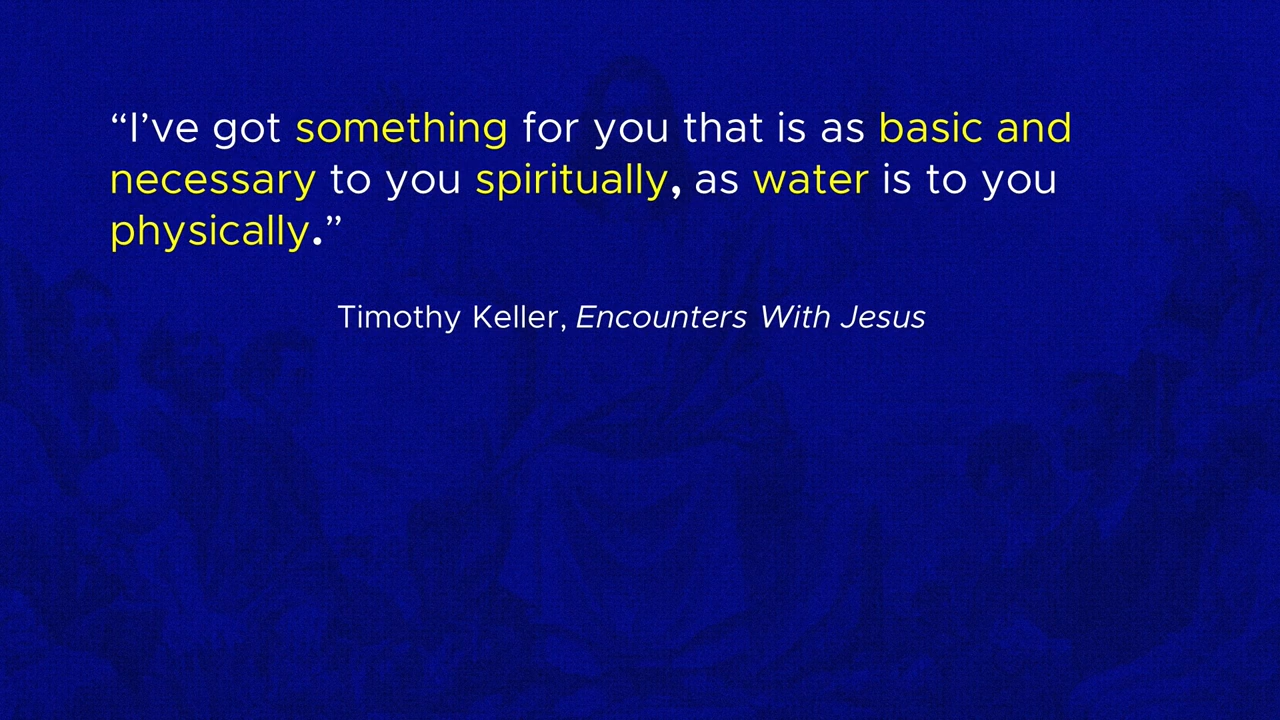 “I’ve got something for you that is as basic and
necessary to you spiritually, as water is to you
physically.”
Timothy Keller, Encounters With Jesus